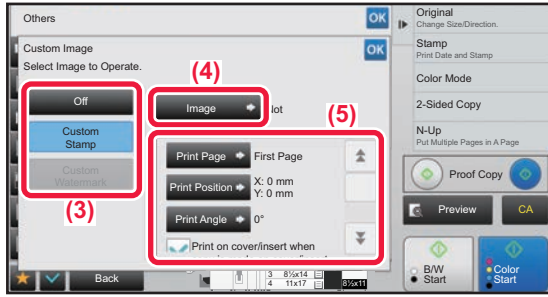 Others
OK
Custom Image
OK
Select Image to Operate.
(4)
Off
Image
lot
(5)
Custom
Stamp
Custom
Watermark
(3)
Print Page
First Page
Print Position
X: 0 mm
Y: 0 mm
Print Angle
0°
Print on cover/insert when
Back
3 8½x14
4 11x17
8½x11
Original
Change Size/Direction.
Stamp
Print Date and Stamp
Color Mode
2-Sided Copy
N-Up
Put Multiple Pages in A Page
Proof Copy
Preview
CA
B/W
Start
Color
Start